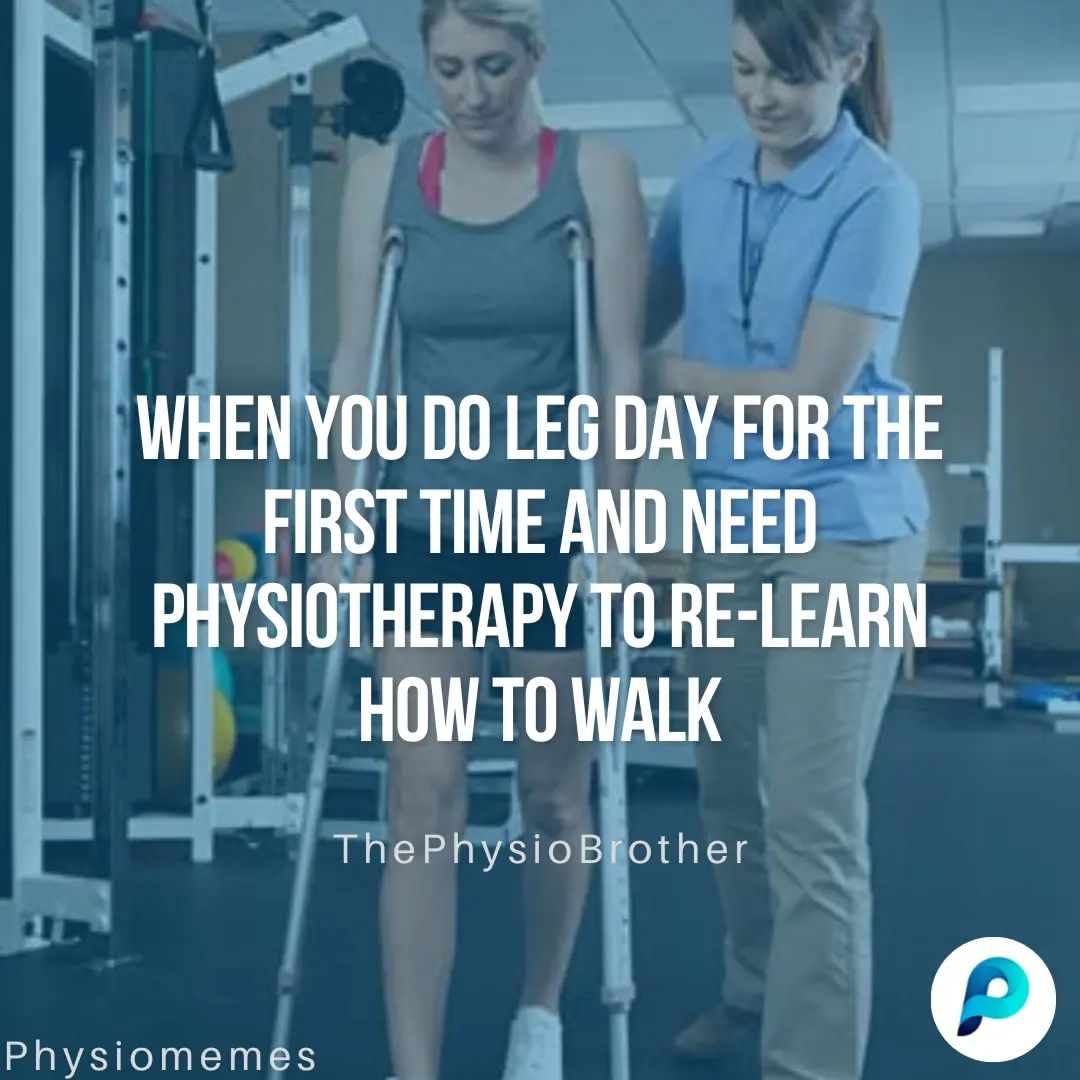 WHEN YOU DO LEG DAY FOR THE
FIRST TIME AND NEED
PHYSIOTHERAPY TO RE-LEARN
HOW TO WALK
ThePhysioBrother
Physiomemes